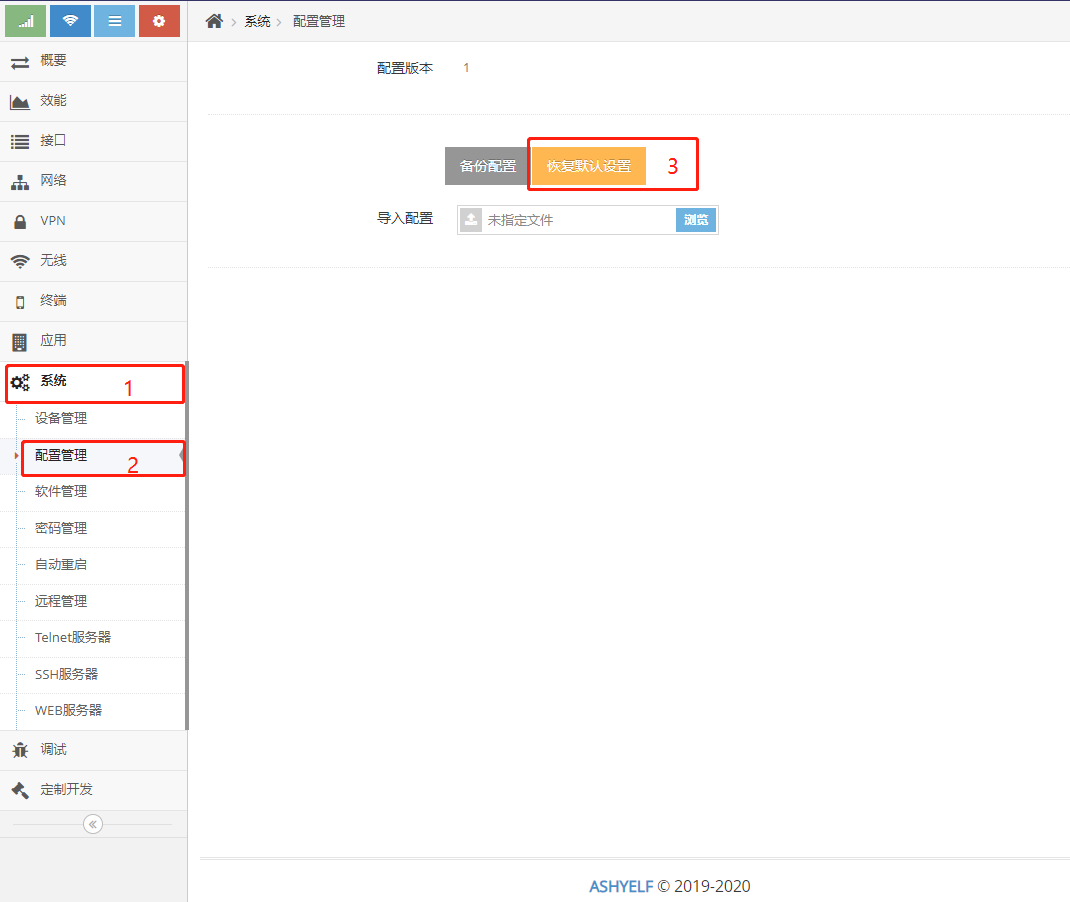 系统 配置管理
概要
效能
接口
网络
VPN
无线
终端
应用
系统 1
设备管理
配置管理 2
软件管理
密码管理
自动重启
远程管理
Telnet服务器
SSH服务器
WEB服务器
调试
定制开发
配置版本 1
备份配置 恢复默认设置 3
导入配置 未指定文件 浏览
ASHYELF © 2019-2020